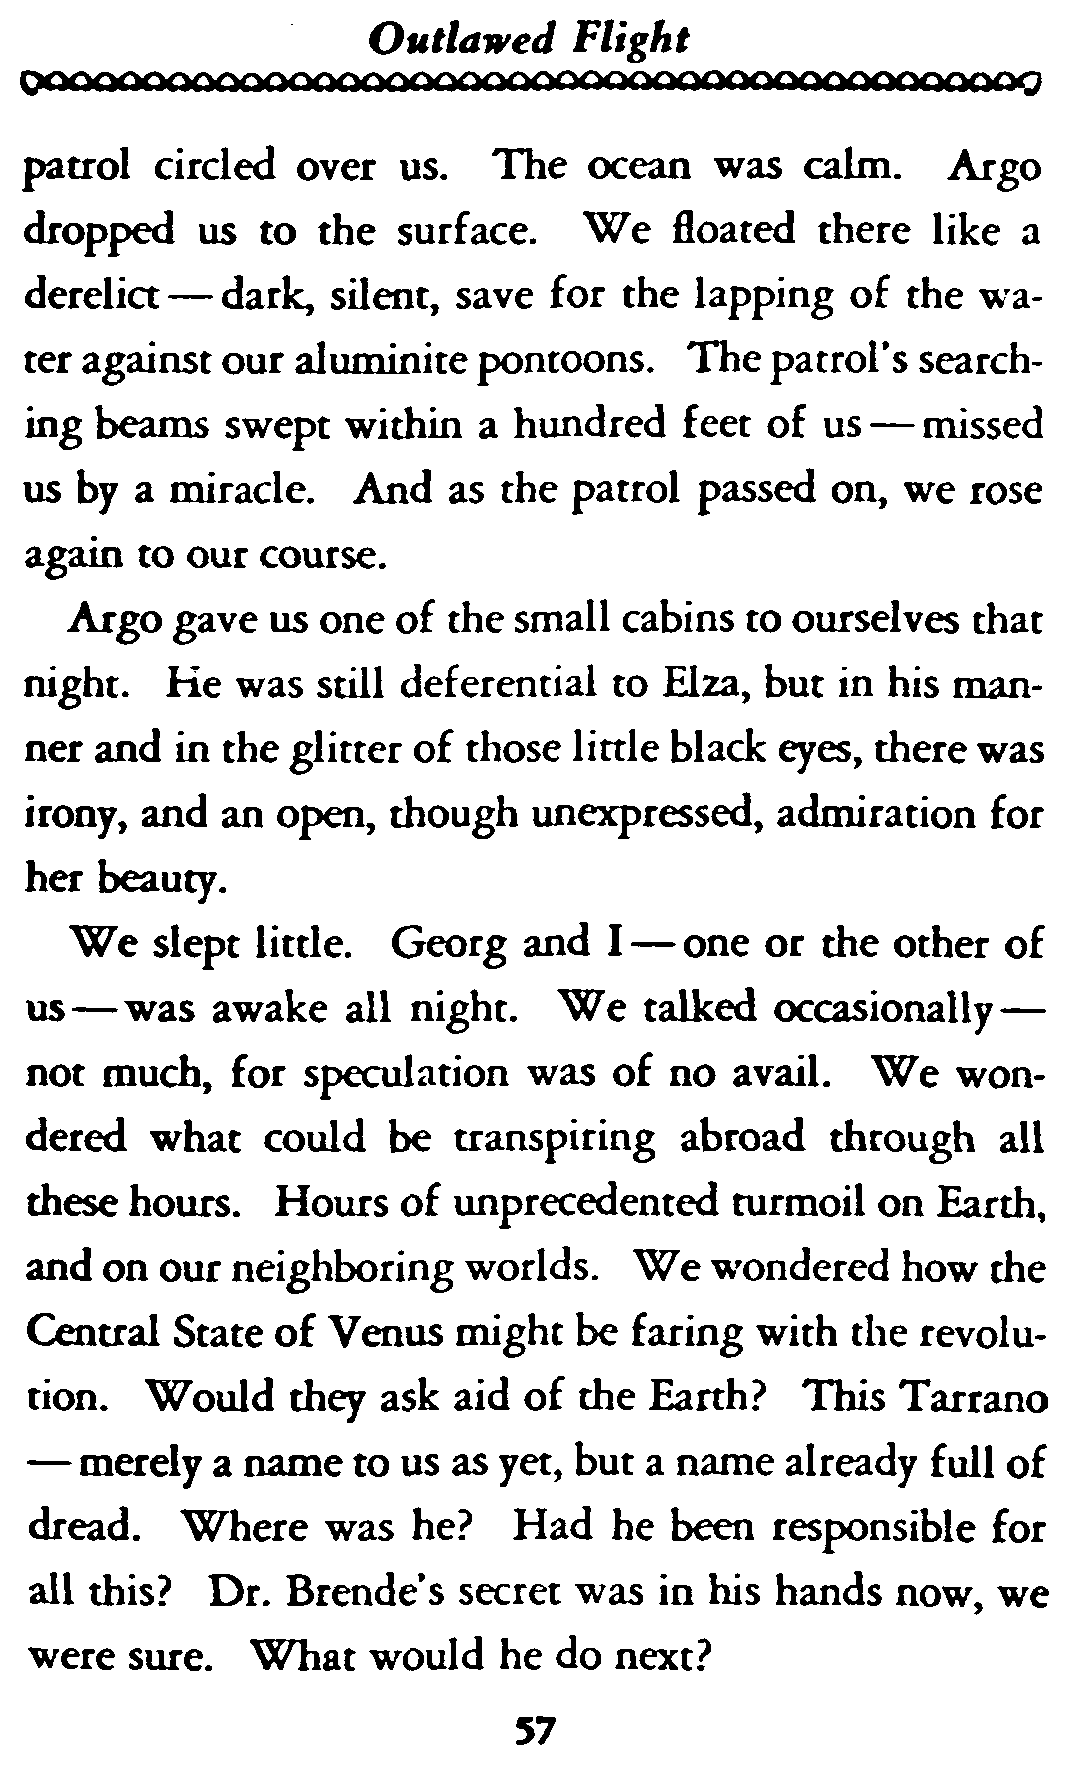 Outlawed Flight
patrol circled over us. The ocean was calm. Argo
dropped us to the surface. We floated there like a
derelict — dark, silent, save for the lapping of the wa-
ter against our aluminite pontoons. The patrol's search-
ing beams swept within a hundred feet of us — missed
us by a miracle. And as the patrol passed on, we rose
again to our course.
Argo gave us one of the small cabins to ourselves that
night. He was still deferential to Elza, but in his man-
ner and in the glitter of those little black eyes, there was
irony, and an open, though unexpressed, admiration for
her beauty.
We slept little. Georg and I — one or the other of
us — was awake all night. We talked occasionally —
not much, for speculation was of no avail. We won-
dered what could be transpiring abroad through all
these hours. Hours of unprecedented turmoil on Earth,
and on our neighboring worlds. We wondered how the
Central State of Venus might be faring with the revolu-
tion. Would they ask aid of the Earth? This Tarrano
— merely a name to us as yet, but a name already full of
dread. Where was he? Had he been responsible for
all this? Dr. Brende's secret was in his hands now, we
were sure. What would he do next?
57